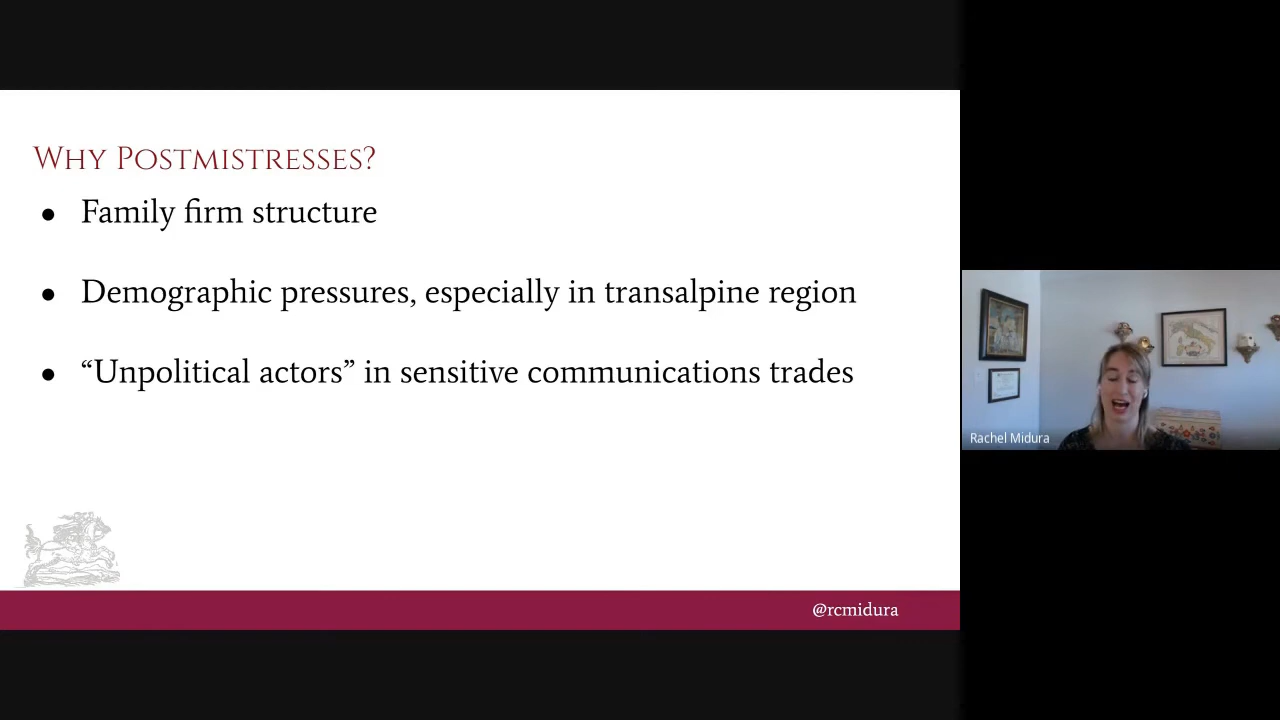 Why Postmistresses?
● Family firm structure
● Demographic pressures, especially in transalpine region
● “Unpolitical actors” in sensitive communications trades
@rcmidura
Rachel Midura